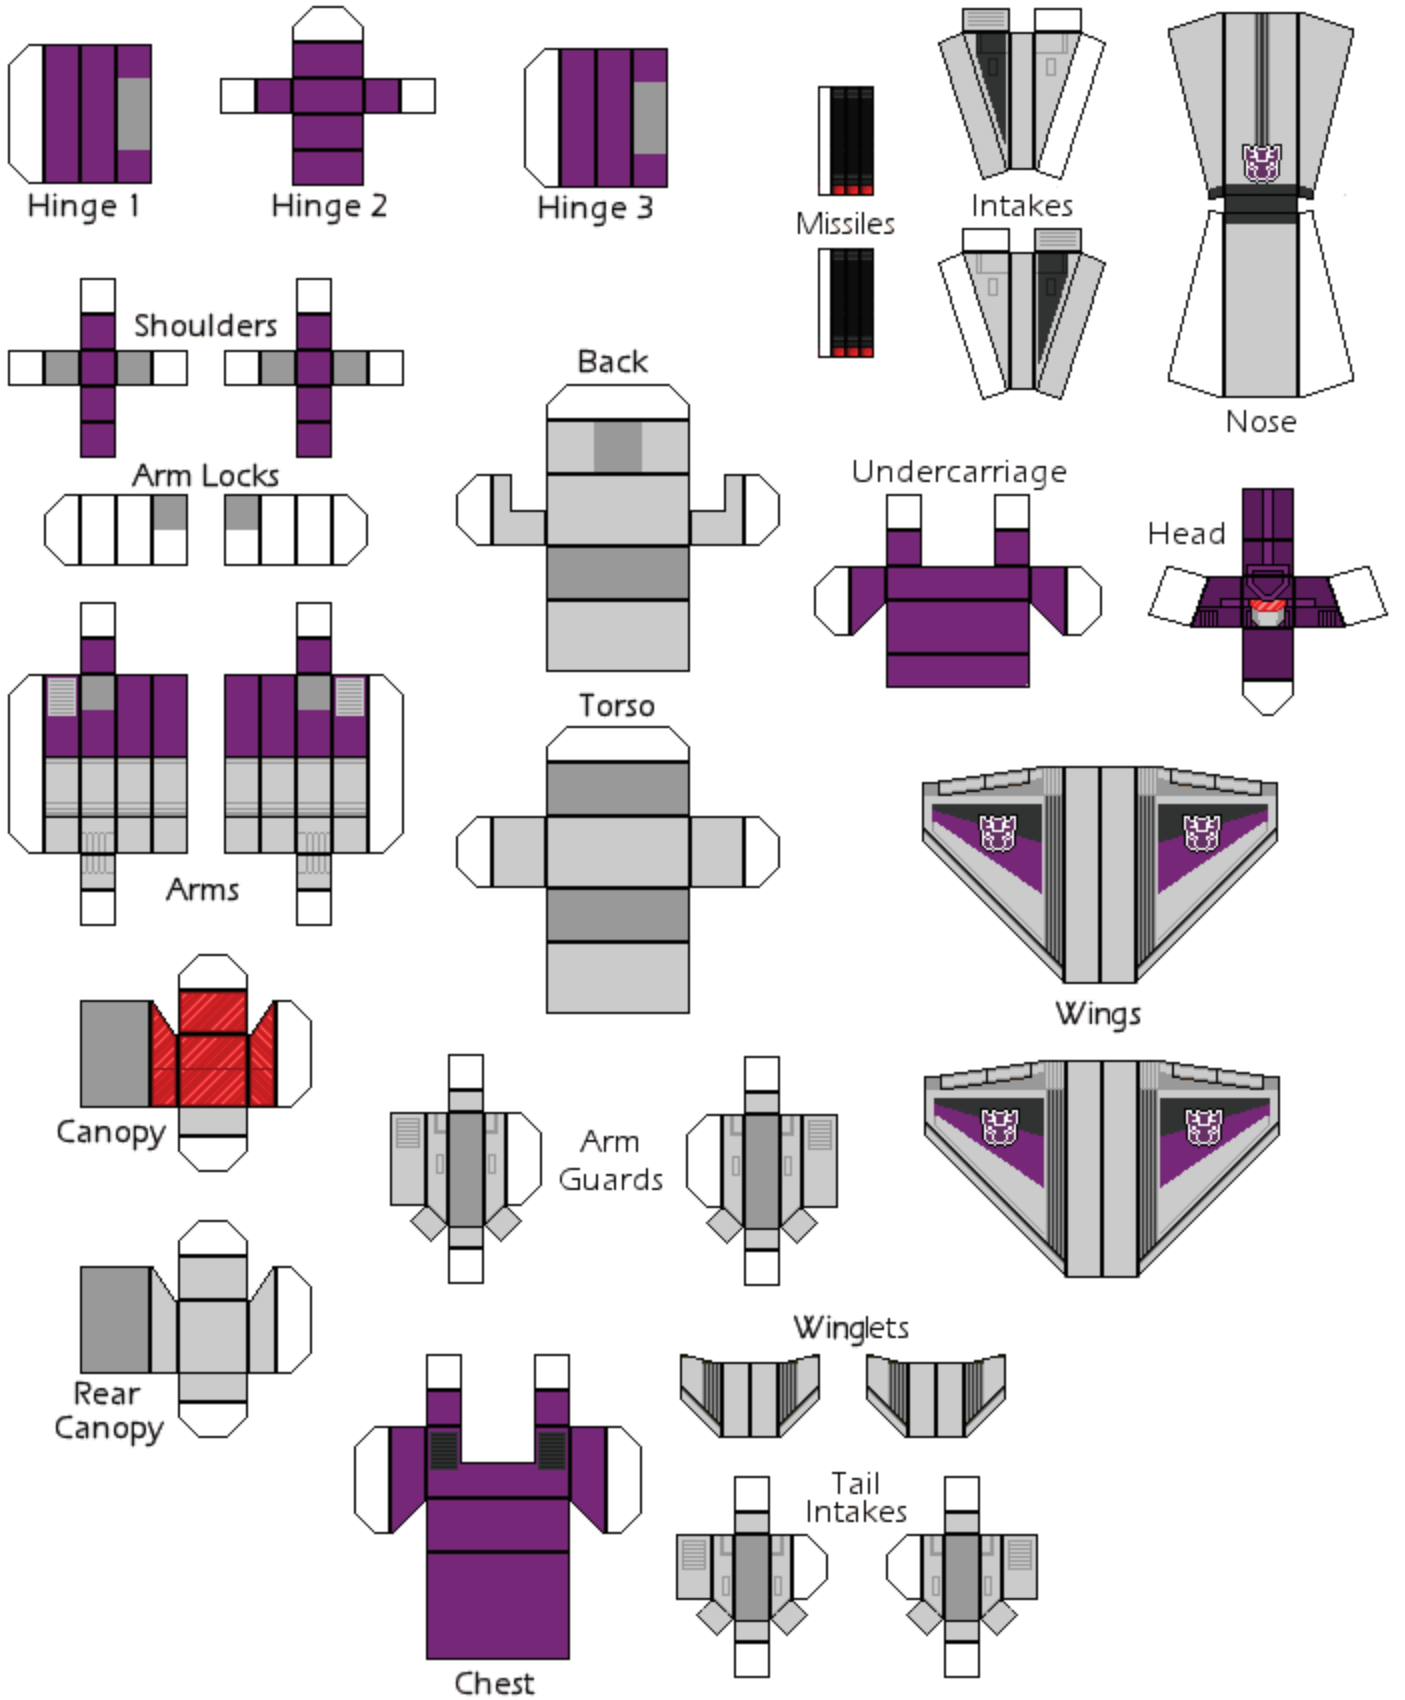 Hinge 1
Hinge 2
Hinge 3
Missiles
Intakes
Nose
Shoulders
Back
Arm Locks
Undercarriage
Head
Torso
Arms
Wings
Canopy
Arm
Guards
Winglets
Rear
Canopy
Tail
Intakes
Chest